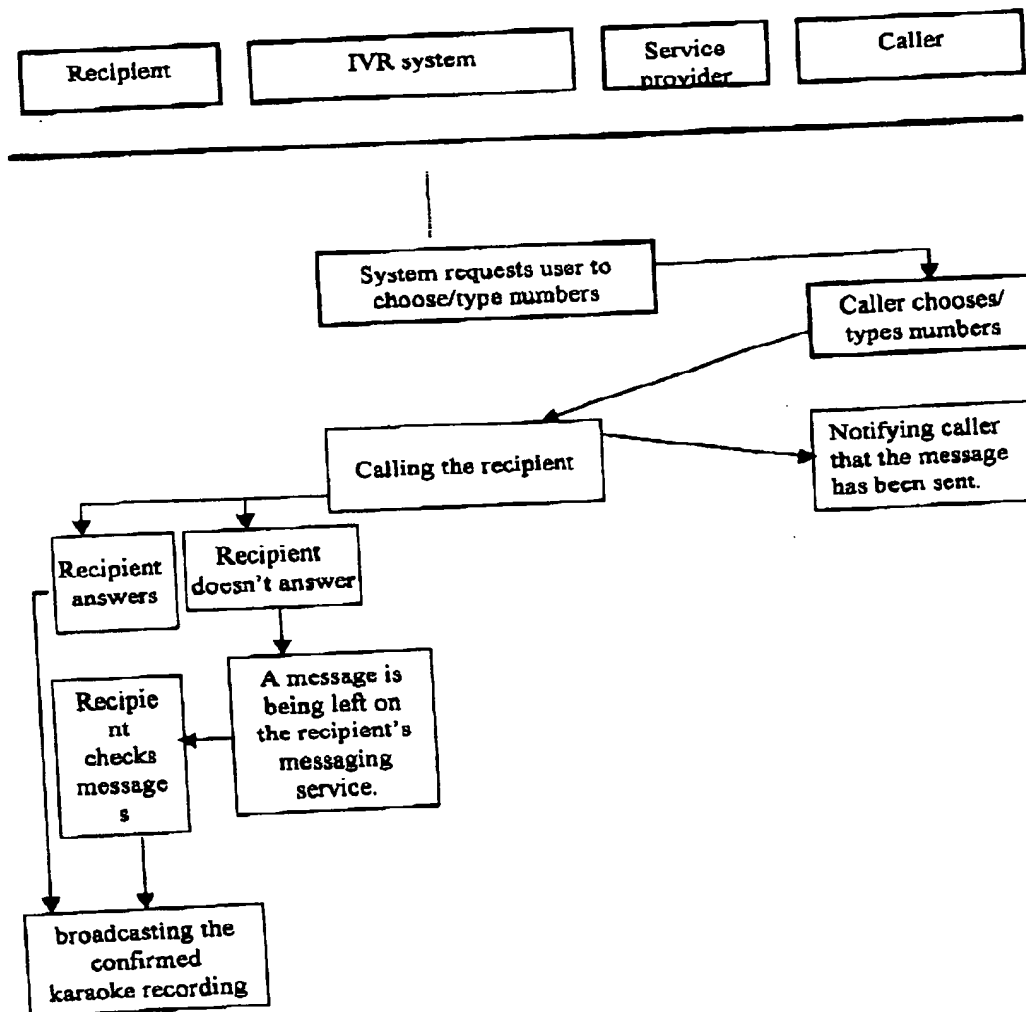 Recipient
IVR system
Service
provider
Caller
System requests user to
choose/type numbers
Caller chooses/
types numbers
Calling the recipient
Notifying caller
that the message
has been sent.
Recipient
answers
Recipient
doesn't answer
A message is
being left on
the recipient's
messaging
service.
Recipie
nt
checks
message
s
broadcasting the
confirmed
karaoke recording